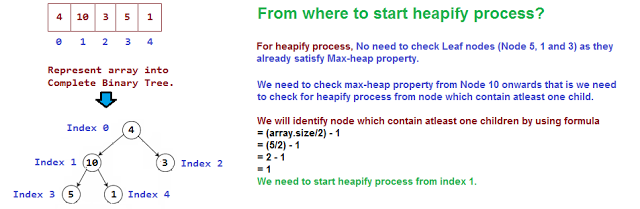 4 10 3 5 1
0 1 2 3 4
Represent array into
Complete Binary Tree.
Index 0 4
Index 1 10 3 Index 2
Index 3 5 1 Index 4
From where to start heapify process?
For heapify process, No need to check Leaf nodes (Node 5, 1 and 3) as they
already satisfy Max-heap property.
We need to check max-heap property from Node 10 onwards that is we need
to check for heapify process from node which contain atleast one child.
We will identify node which contain atleast one children by using formula
= (array.size/2) - 1
= (5/2) - 1
= 2 - 1
= 1
We need to start heapify process from index 1.